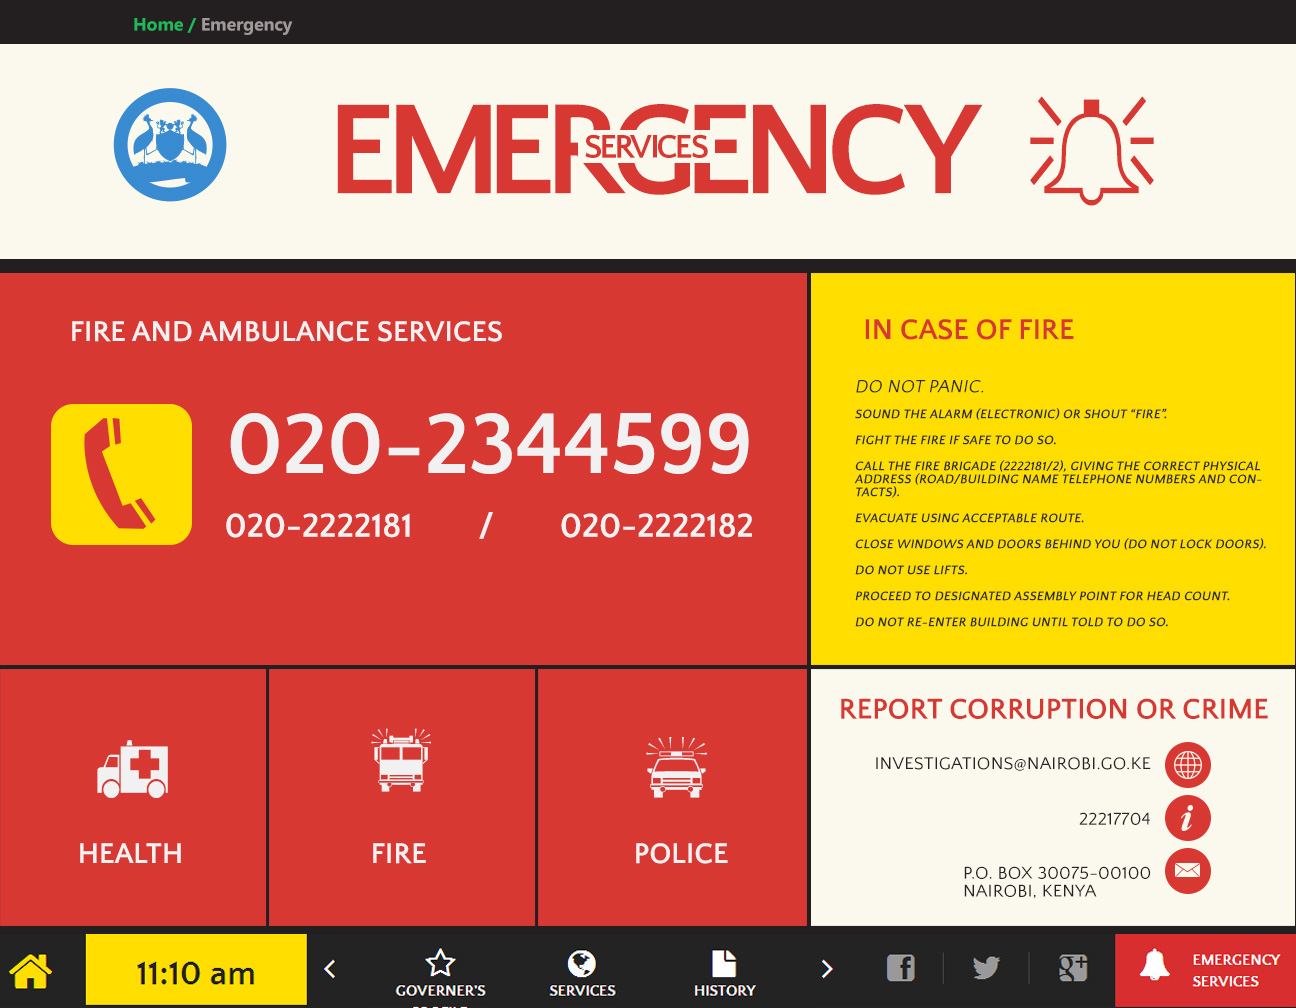 Home / Emergency
EMERGENCY
SERVICES
FIRE AND AMBULANCE SERVICES
020-2344599
020-2222181 / 020-2222182
IN CASE OF FIRE
DO NOT PANIC.
SOUND THE ALARM (ELECTRONIC) OR SHOUT “FIRE”.
FIGHT THE FIRE IF SAFE TO DO SO.
CALL THE FIRE BRIGADE (2222181/2), GIVING THE CORRECT PHYSICAL
ADDRESS (ROAD/BUILDING NAME TELEPHONE NUMBERS AND CON-
TACTS).
EVACUATE USING ACCEPTABLE ROUTE.
CLOSE WINDOWS AND DOORS BEHIND YOU (DO NOT LOCK DOORS).
DO NOT USE LIFTS.
PROCEED TO DESIGNATED ASSEMBLY POINT FOR HEAD COUNT.
DO NOT RE-ENTER BUILDING UNTIL TOLD TO DO SO.
HEALTH
FIRE
POLICE
REPORT CORRUPTION OR CRIME
INVESTIGATIONS@NAIROBI.GO.KE
22217704
P.O. BOX 30075-00100
NAIROBI, KENYA
11:10 am
GOVERNER'S
SERVICES
HISTORY
EMERGENCY
SERVICES